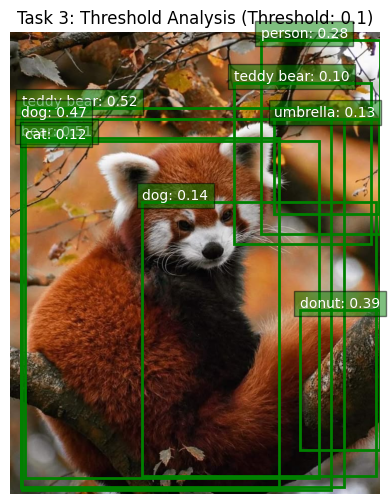 Task 3: Threshold Analysis (Threshold: 0.1)
person: 0.28
teddy bear: 0.10
teddy bear: 0.52
dog: 0.47
umbrella: 0.13
cat: 0.12
dog: 0.14
donut: 0.39